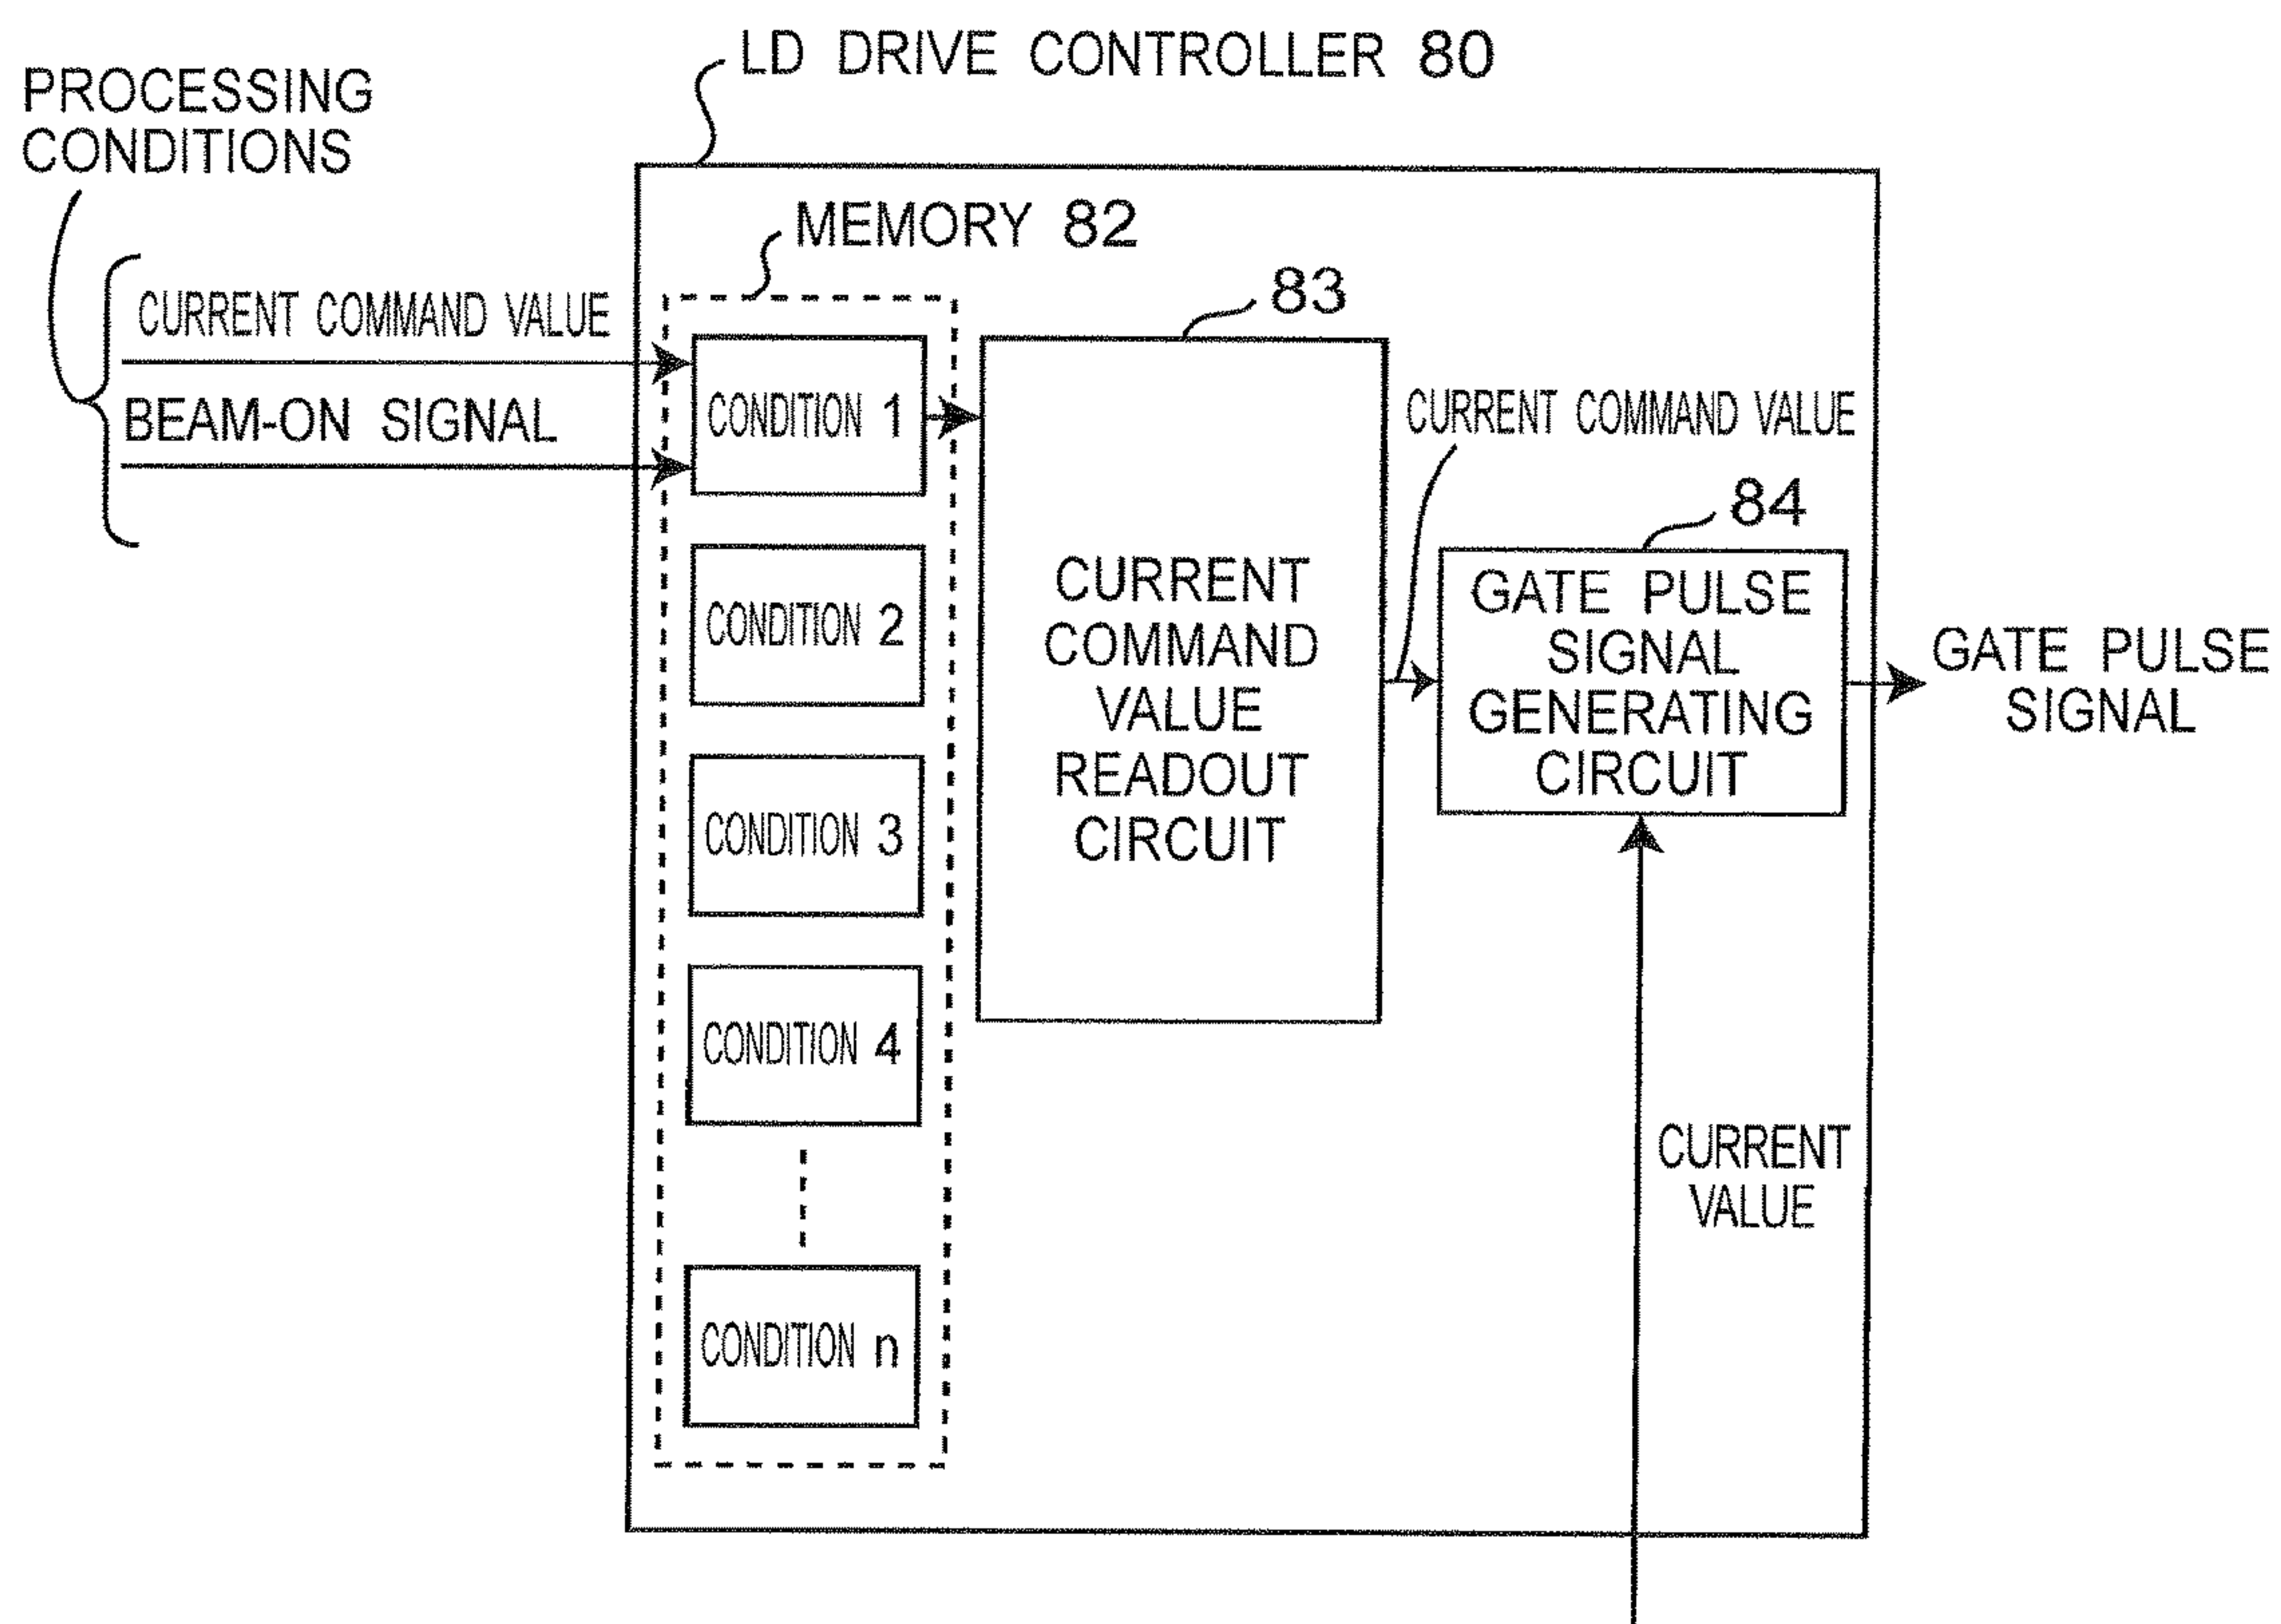 LD DRIVE CONTROLLER 80
PROCESSING
CONDITIONS
MEMORY 82
CURRENT COMMAND VALUE
BEAM-ON SIGNAL
83
CONDITION 1
CONDITION 2
CONDITION 3
CONDITION 4
CONDITION n
CURRENT
COMMAND
VALUE
READOUT
CIRCUIT
CURRENT COMMAND VALUE
84
GATE PULSE
SIGNAL
GENERATING
CIRCUIT
GATE PULSE
SIGNAL
CURRENT
VALUE